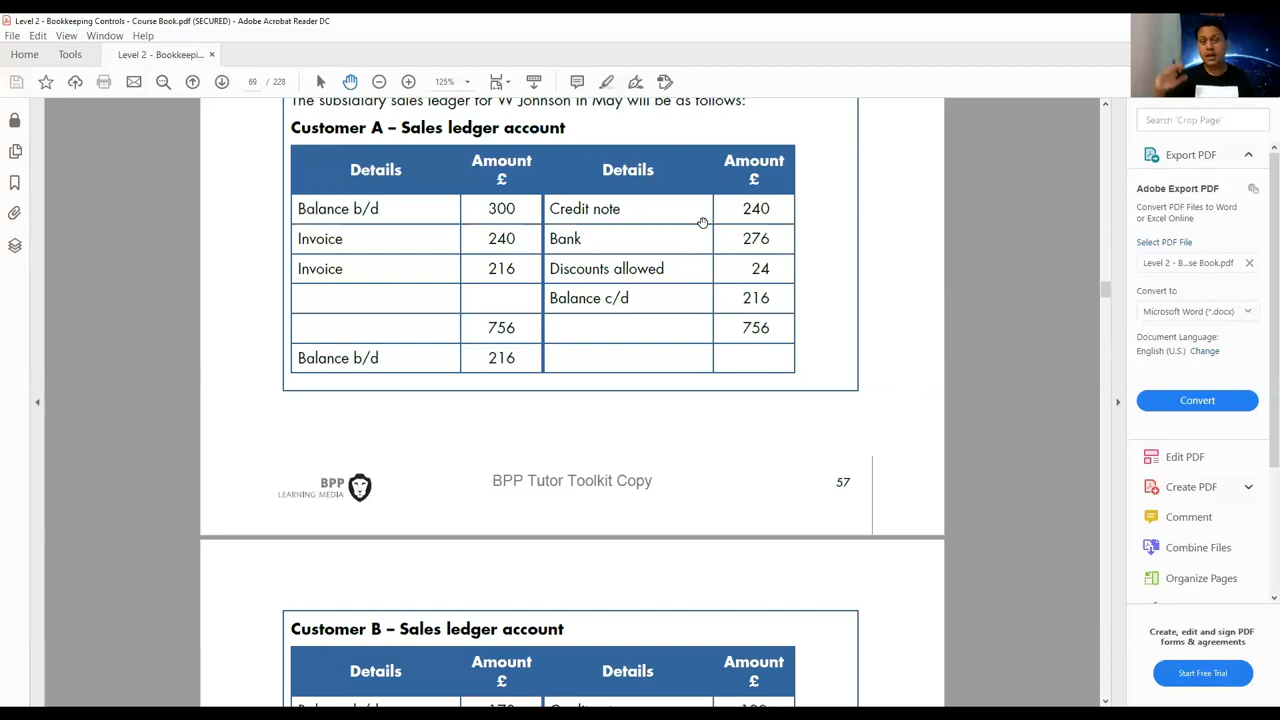 Level 2 - Bookkeeping Controls - Course Book.pdf (SECURED) - Adobe Acrobat Reader DC
File Edit View Window Help
Home Tools Level 2 - Bookkeepi... ×
69 / 228 125%
The subsidiary sales ledger for W Johnson in May will be as follows:
Customer A – Sales ledger account
Details Amount £ Details Amount £
Balance b/d 300 Credit note 240
Invoice 240 Bank 276
Invoice 216 Discounts allowed 24
Balance c/d 216
756 756
Balance b/d 216
BPP
LEARNING MEDIA
BPP Tutor Toolkit Copy
57
Customer B – Sales ledger account
Details Amount £ Details Amount £
Search 'Crop Page'
Export PDF
Adobe Export PDF
Convert PDF Files to Word
or Excel Online
Select PDF File
Level 2 - B...se Book.pdf
Convert to
Microsoft Word (*.docx)
Document Language:
English (U.S.) Change
Convert
Edit PDF
Create PDF
Comment
Combine Files
Organize Pages
Create, edit and sign PDF
forms & agreements
Start Free Trial